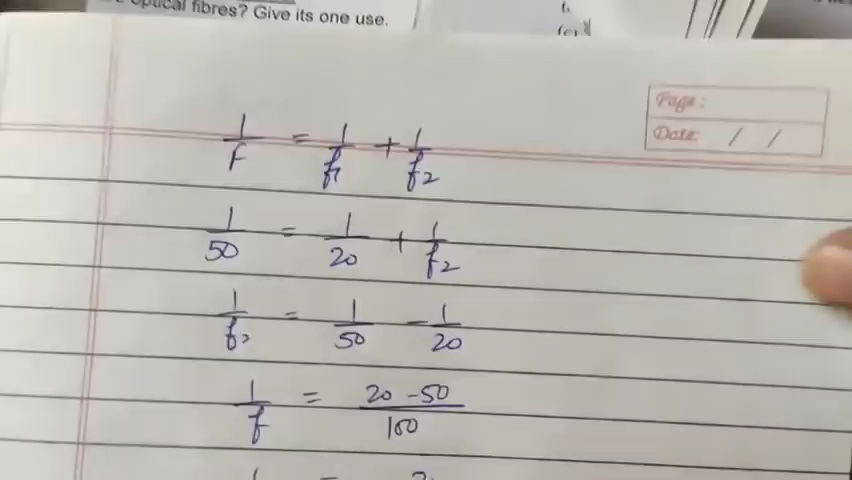 optical fibres? Give its one use.
Page:
Date / /
1/F = 1/f1 + 1/f2
1/50 = 1/20 + 1/f2
1/f2 = 1/50 - 1/20
1/f = 20 - 50/100